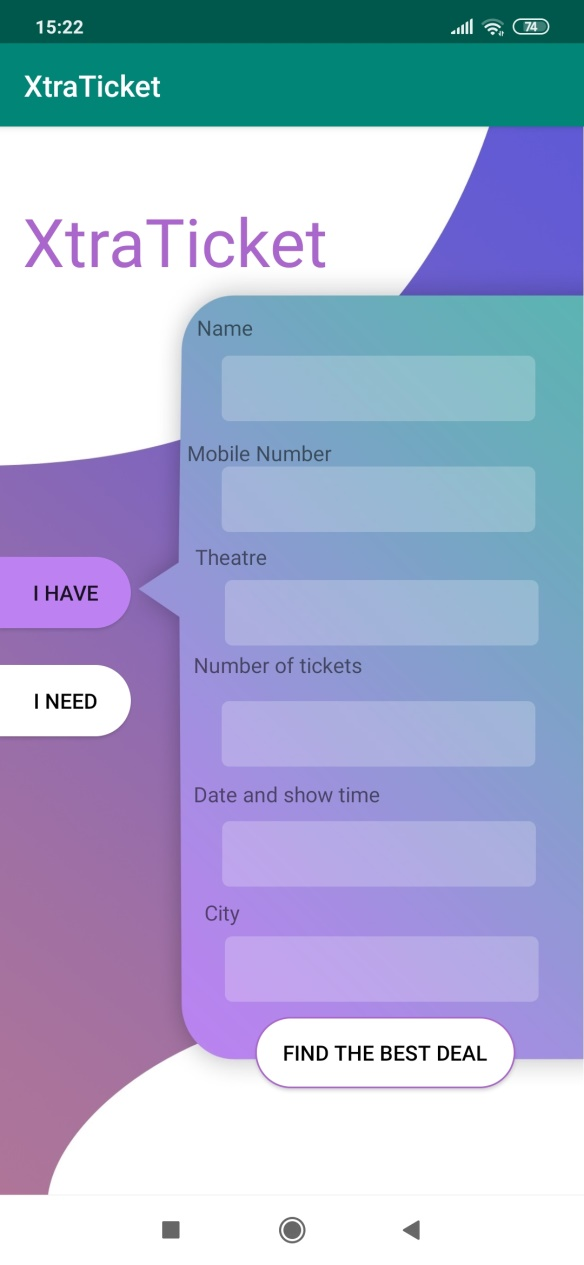 15:22
74
XtraTicket
XtraTicket
Name
Mobile Number
Theatre
I HAVE
Number of tickets
I NEED
Date and show time
City
FIND THE BEST DEAL